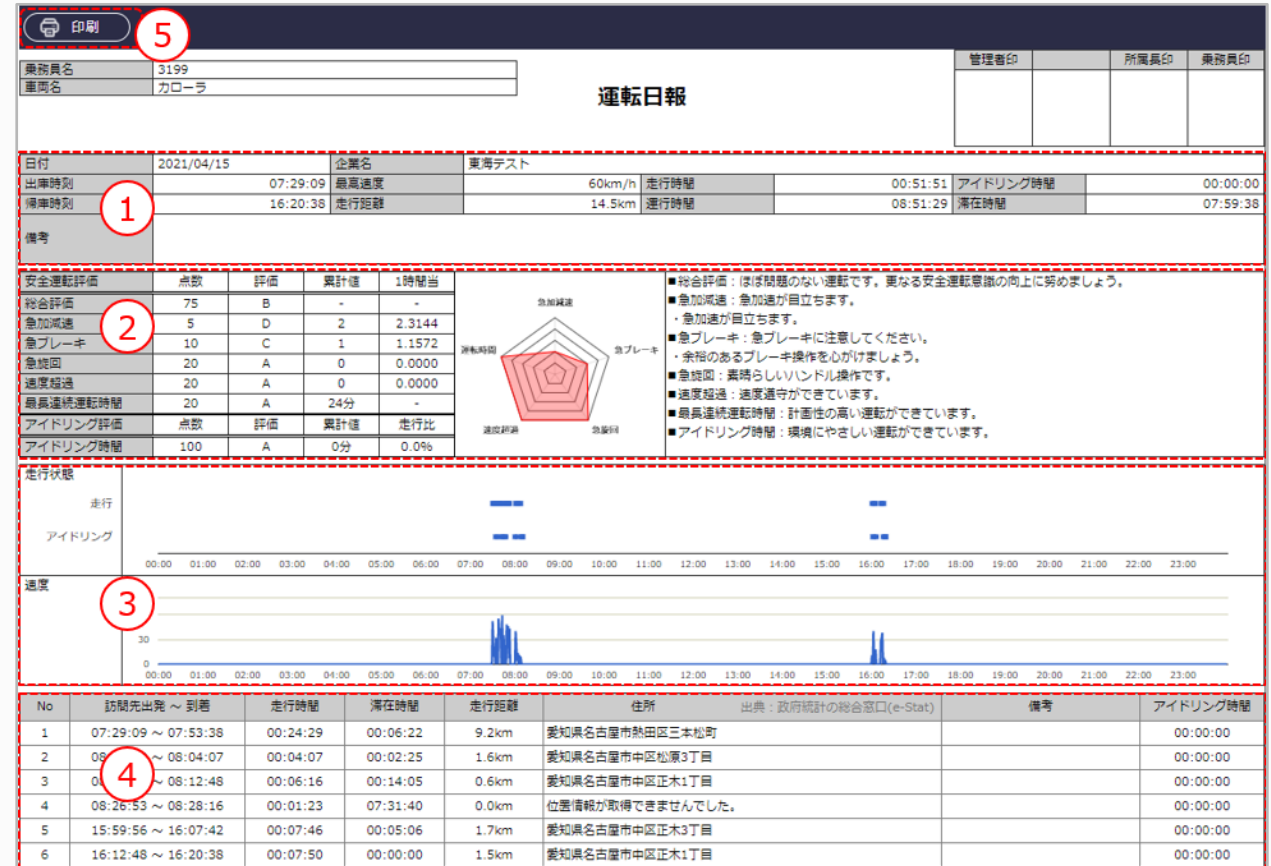 印刷
5
管理者印 所属長印 乗務員印
乗務員名 3199
車両名 カローラ
運転日報
日付 2021/04/15 企業名 東海テスト
出庫時刻 07:29:09 最高速度 60km/h 走行時間 00:51:51 アイドリング時間 00:00:00
帰庫時刻 16:20:38 走行距離 14.5km 運行時間 08:51:29 滞在時間 07:59:38
1
備考
安全運転評価 点数 評価 累計値 1時間当
総合評価 75 B - -
急加減速 5 D 2 2.3144
急ブレーキ 10 C 1 1.1572
急旋回 20 A 0 0.0000
速度超過 20 A 0 0.0000
最長連続運転時間 20 A 24分 -
アイドリング評価 点数 評価 累計値 走行比
アイドリング時間 100 A 0分 0.0%
2
急加減速
運転時間 急ブレーキ
速度超過 急旋回
■総合評価：ほぼ問題のない運転です。更なる安全運転意識の向上に努めましょう。
■急加減速：急加速が目立ちます。
・急加速が目立ちます。
■急ブレーキ：急ブレーキに注意してください。
・余裕のあるブレーキ操作を心がけましょう。
■急旋回：素晴らしいハンドル操作です。
■速度超過：速度遵守ができています。
■最長連続運転時間：計画性の高い運転ができています。
■アイドリング時間：環境にやさしい運転ができています。
走行状態
走行
アイドリング
00:00 01:00 02:00 03:00 04:00 05:00 06:00 07:00 08:00 09:00 10:00 11:00 12:00 13:00 14:00 15:00 16:00 17:00 18:00 19:00 20:00 21:00 22:00 23:00
速度
3
30
0
00:00 01:00 02:00 03:00 04:00 05:00 06:00 07:00 08:00 09:00 10:00 11:00 12:00 13:00 14:00 15:00 16:00 17:00 18:00 19:00 20:00 21:00 22:00 23:00
No 訪問先出発 ～ 到着 走行時間 滞在時間 走行距離 住所 出典：政府統計の総合窓口(e-Stat) 備考 アイドリング時間
1 07:29:09 ～ 07:53:38 00:24:29 00:06:22 9.2km 愛知県名古屋市熱田区三本松町 00:00:00
2 ～ 08:04:07 00:04:07 00:02:25 1.6km 愛知県名古屋市中区松原3丁目 00:00:00
4
3 ～ 08:12:48 00:06:16 00:14:05 0.6km 愛知県名古屋市中区正木1丁目 00:00:00
4 08:26:53 ～ 08:28:16 00:01:23 07:31:40 0.0km 位置情報が取得できませんでした。 00:00:00
5 15:59:56 ～ 16:07:42 00:07:46 00:05:06 1.7km 愛知県名古屋市中区正木3丁目 00:00:00
6 16:12:48 ～ 16:20:38 00:07:50 00:00:00 1.5km 愛知県名古屋市中区正木1丁目 00:00:00